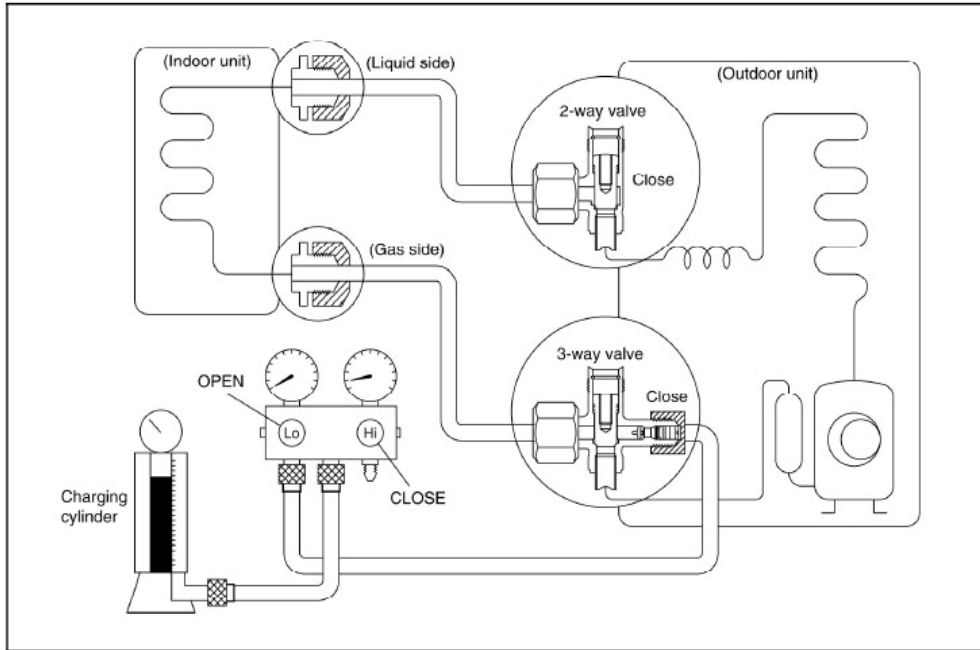 (Indoor unit)
(Liquid side)
(Outdoor unit)
2-way valve
Close
(Gas side)
3-way valve
Close
OPEN
Lo
Hi
CLOSE
Charging
cylinder